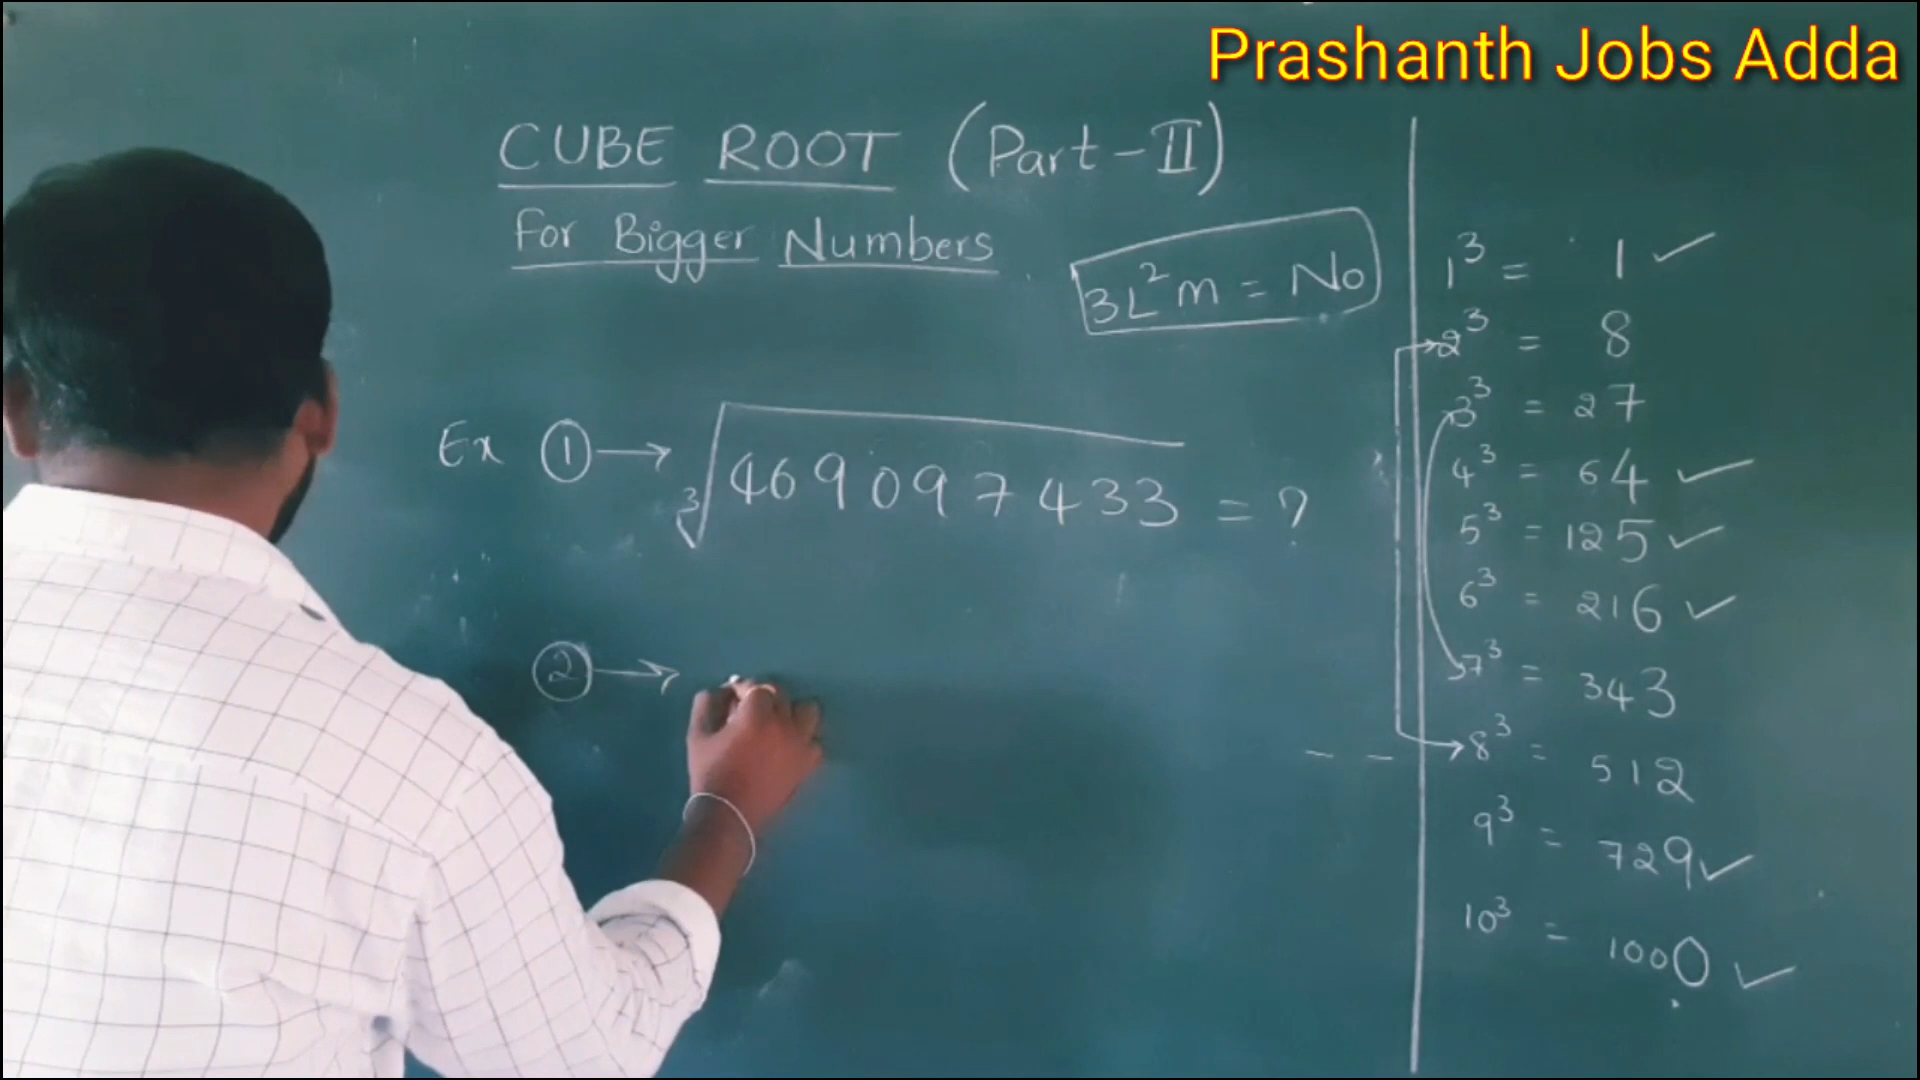 Prashanth Jobs Adda
CUBE ROOT (Part-II)
For Bigger Numbers
3L²m = No
Ex ① → ∛469097433 = ?
② →
1³ = 1 ✓
2³ = 8
3³ = 27
4³ = 64 ✓
5³ = 125 ✓
6³ = 216 ✓
7³ = 343
8³ = 512
9³ = 729 ✓
10³ = 1000 ✓